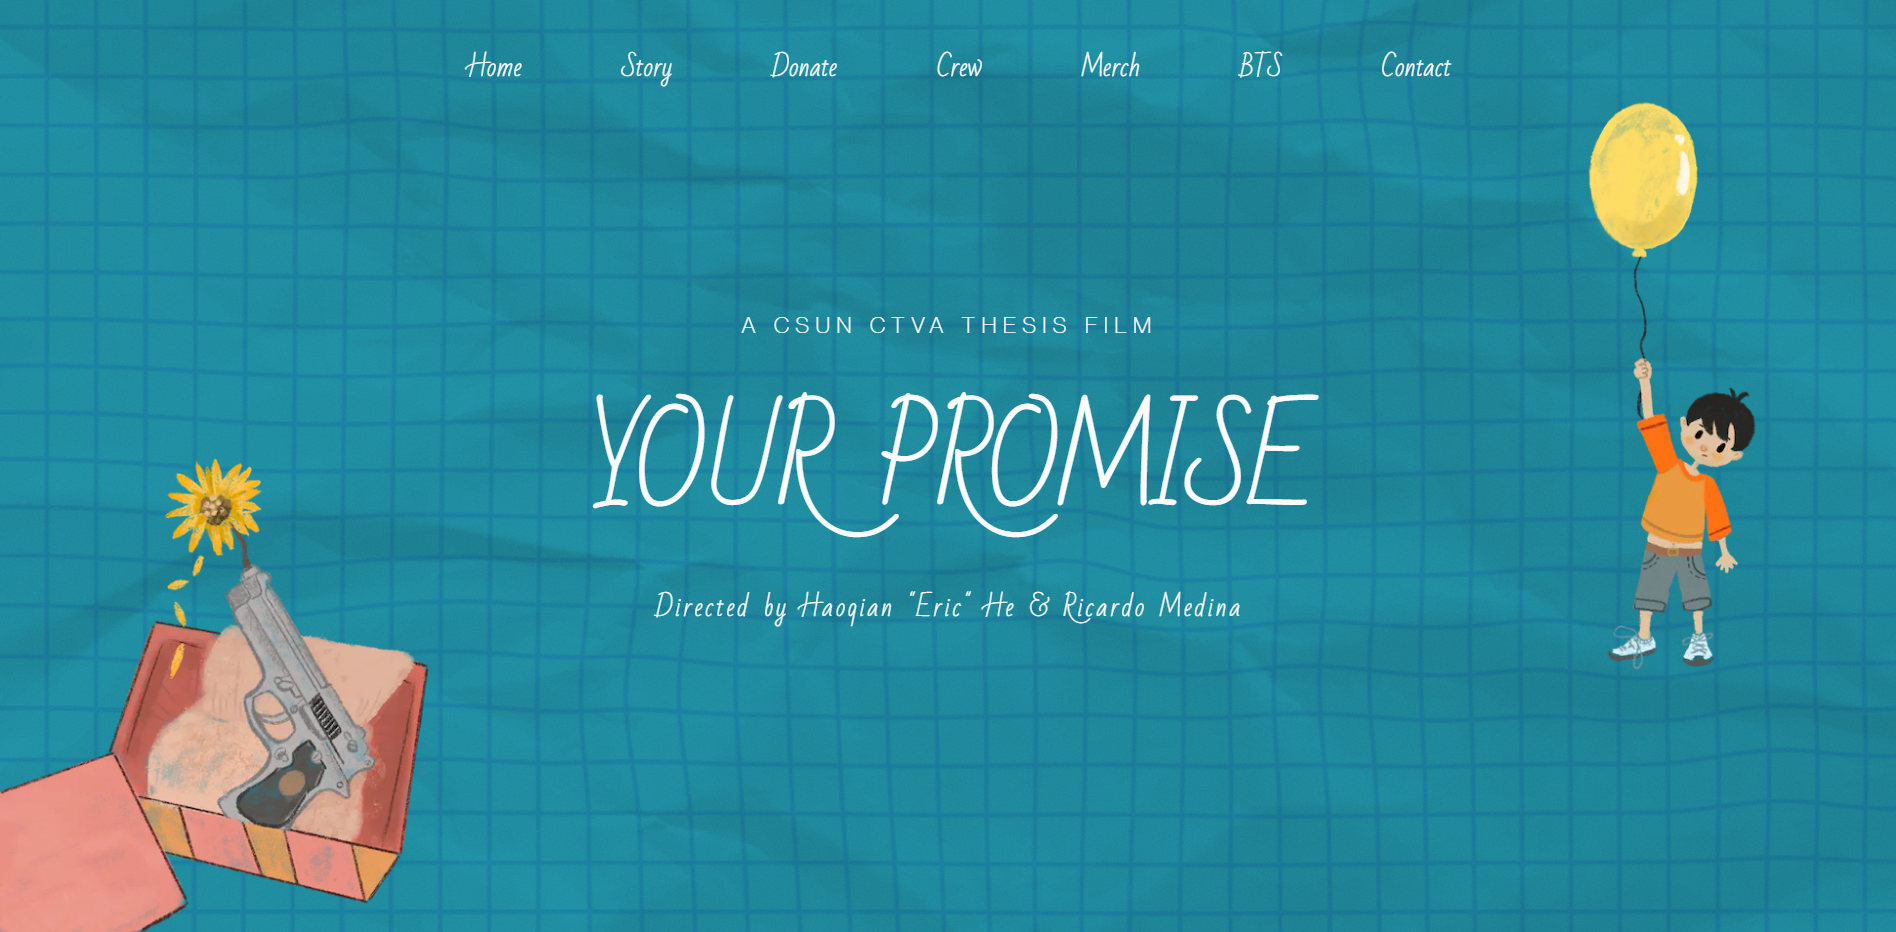 Home Story Donate Crew Merch BTS Contact
A CSUN CTVA THESIS FILM
YOUR PROMISE
Directed by Haoqian "Eric" He & Ricardo Medina